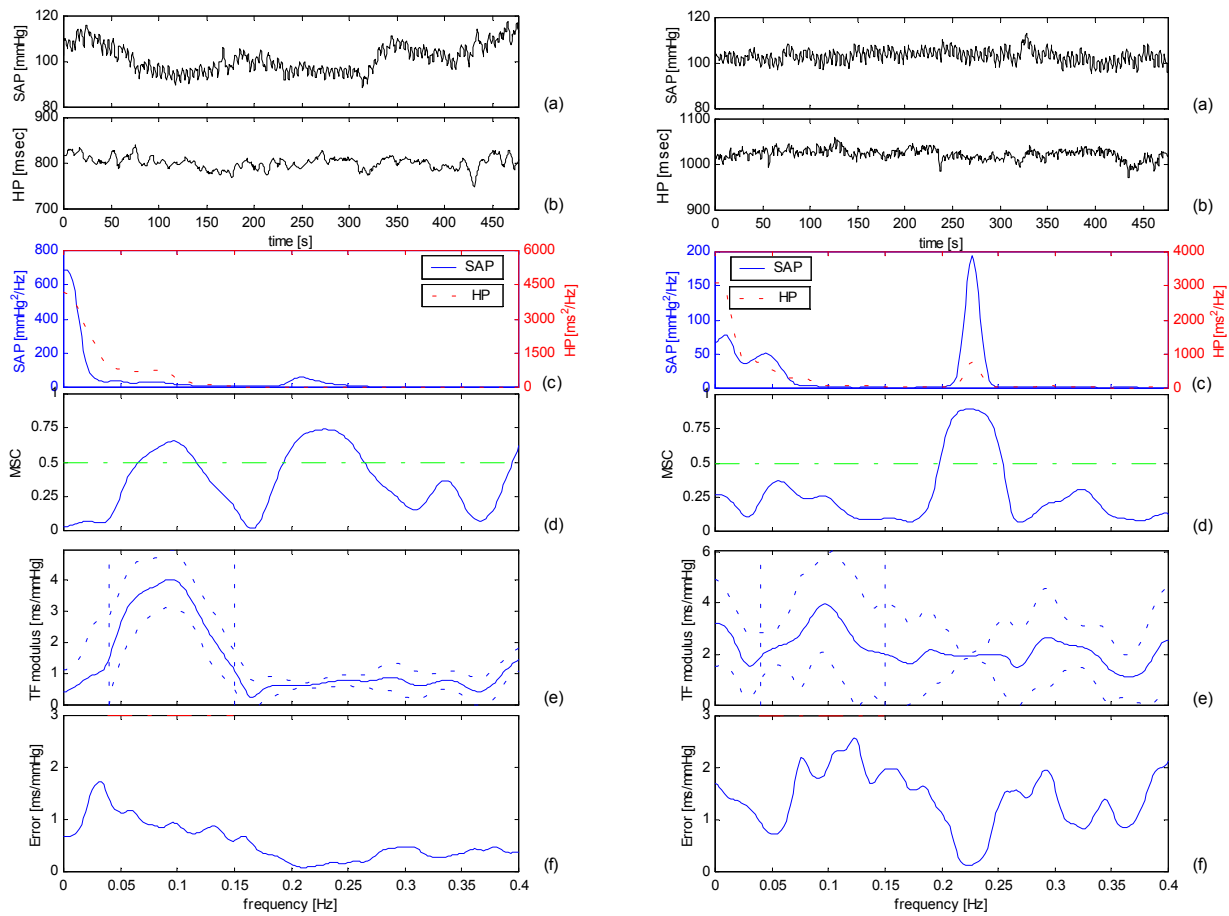 120
100
80
SAP [mmHg]
(a)
900
800
700
HP [msec]
(b)
0 50 100 150 200 250 300 350 400 450
time [s]
800
600
400
200
0
SAP [mmHg²/Hz]
SAP
HP
6000
4500
3000
1500
0
HP [ms²/Hz]
(c)
1
0.75
0.5
0.25
0
MSC
(d)
4
3
2
1
0
TF modulus [ms/mmHg]
(e)
3
2
1
0
Error [ms/mmHg]
(f)
0 0.05 0.1 0.15 0.2 0.25 0.3 0.35 0.4
frequency [Hz]
120
100
80
SAP [mmHg]
(a)
1100
1000
900
HP [msec]
(b)
0 50 100 150 200 250 300 350 400 450
time [s]
200
150
100
50
0
SAP [mmHg²/Hz]
SAP
HP
4000
3000
2000
1000
0
HP [ms²/Hz]
(c)
1
0.75
0.5
0.25
0
MSC
(d)
6
4
2
0
TF modulus [ms/mmHg]
(e)
3
2
1
0
Error [ms/mmHg]
(f)
0 0.05 0.1 0.15 0.2 0.25 0.3 0.35 0.4
frequency [Hz]